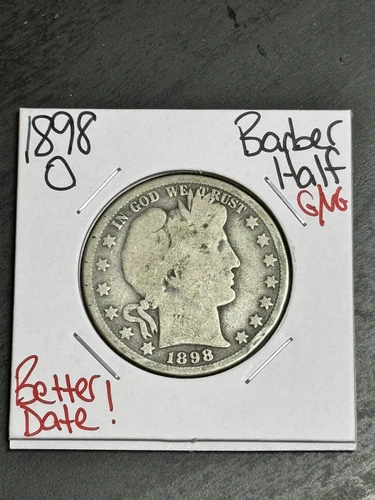 1898
O
Barber
Half
G/VG
IN GOD WE TRUST
1898
Better
Date!